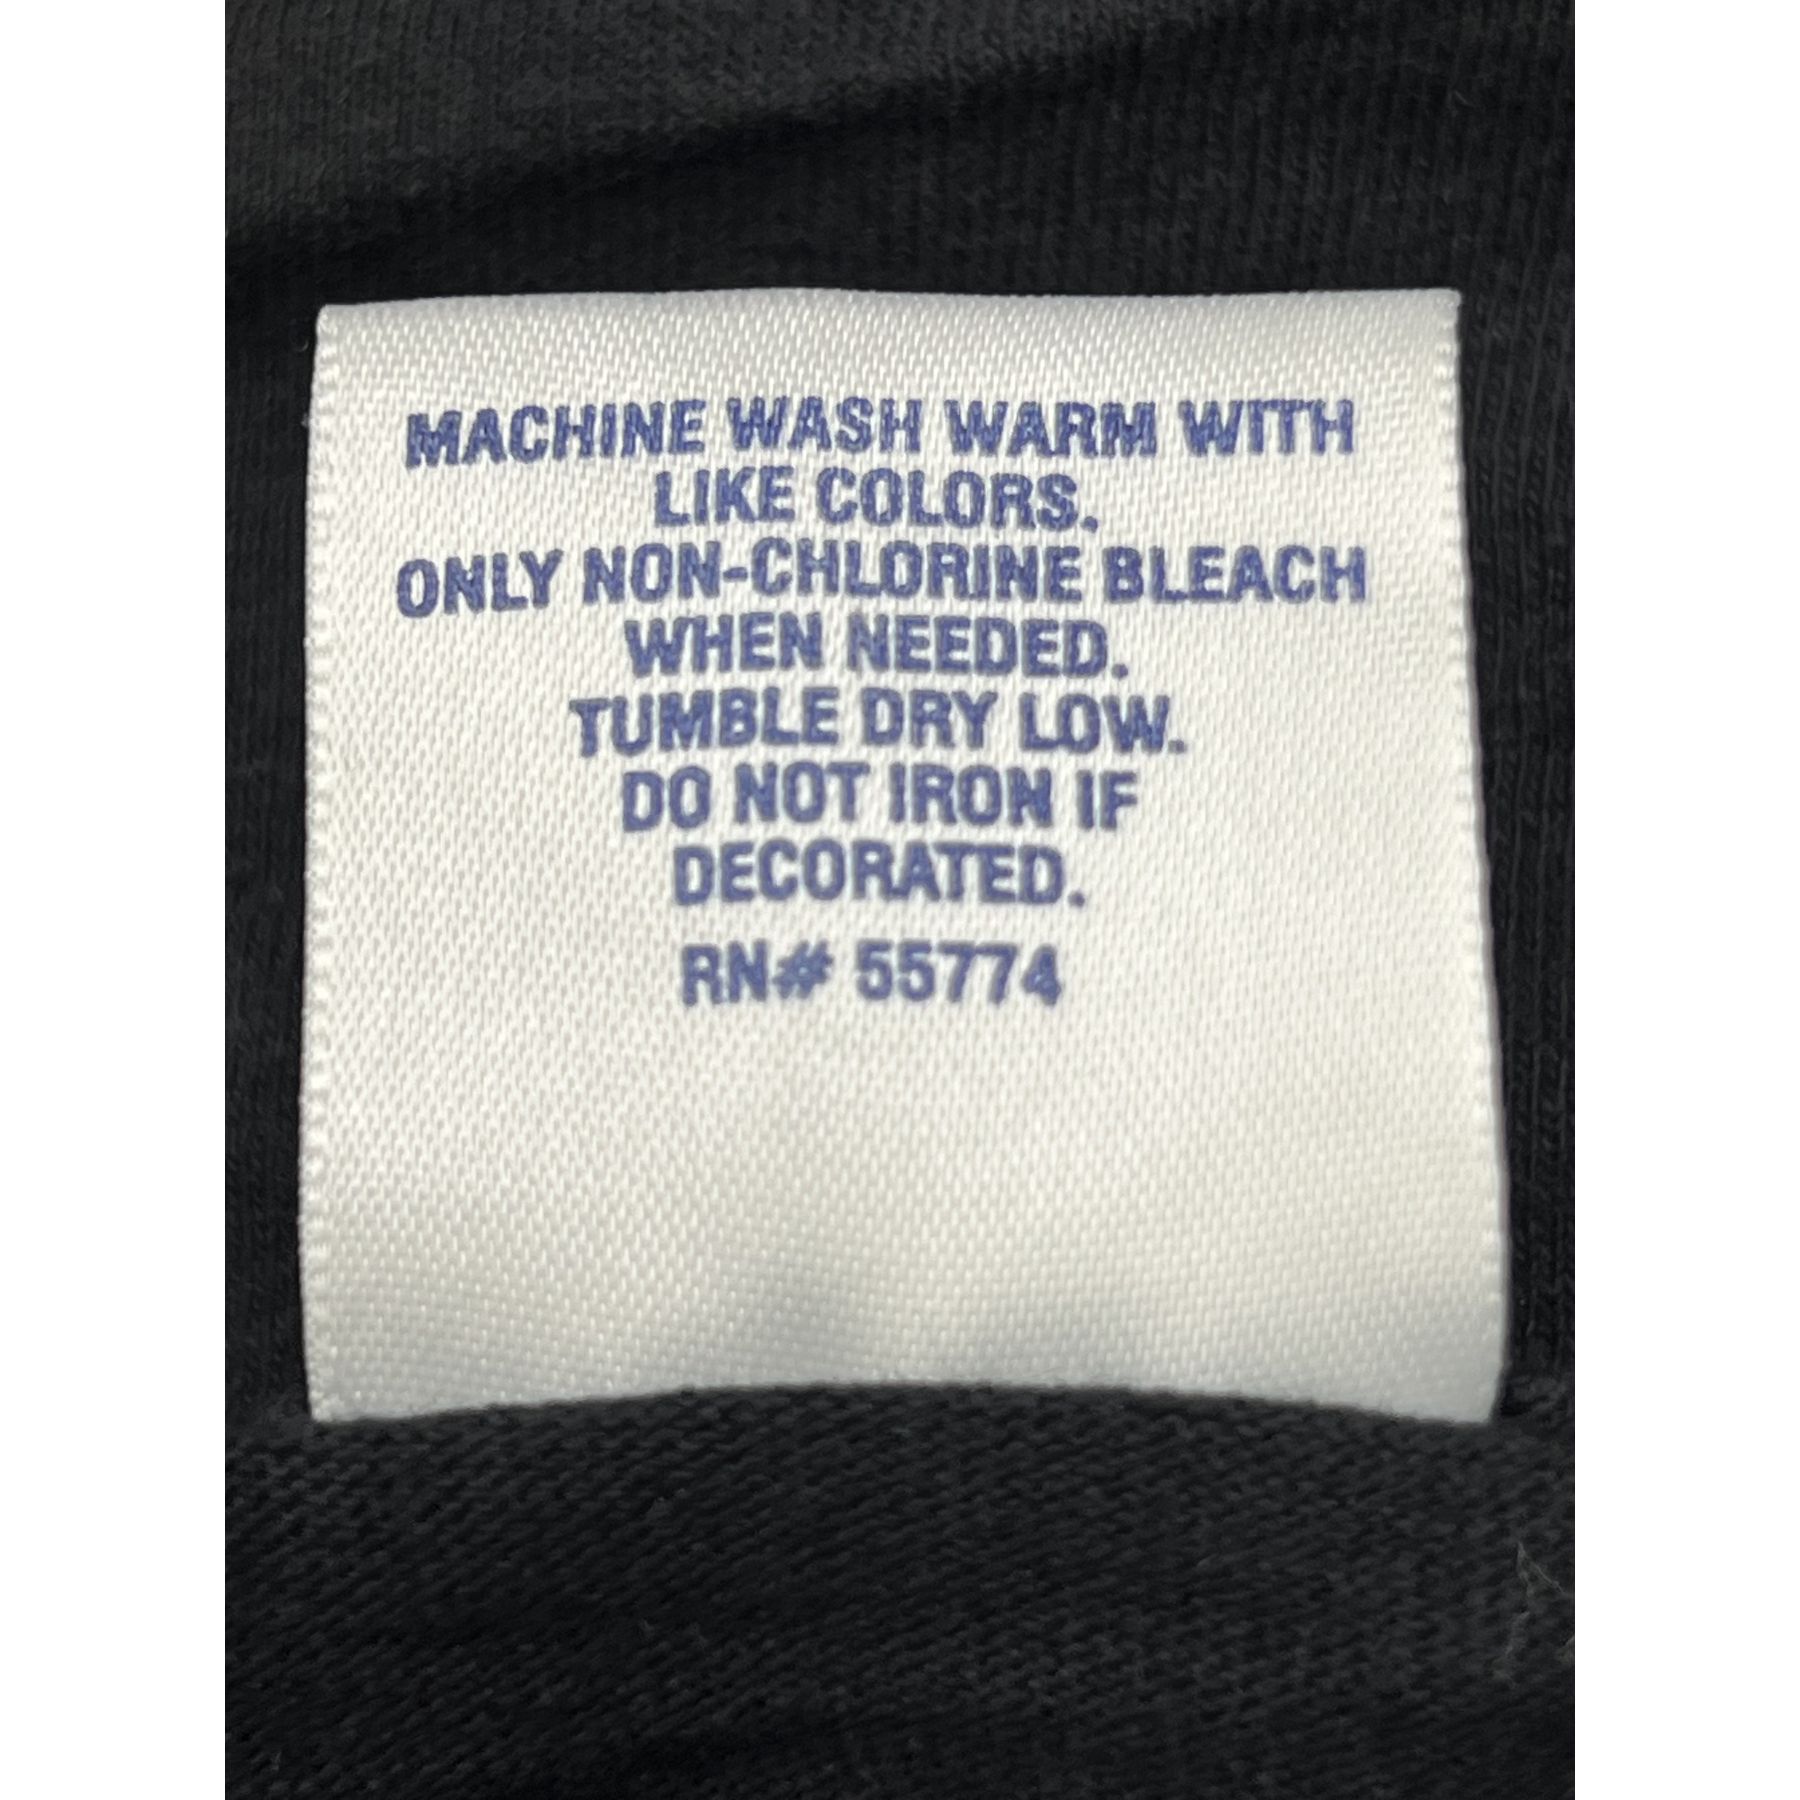 MACHINE WASH WARM WITH
LIKE COLORS.
ONLY NON-CHLORINE BLEACH
WHEN NEEDED.
TUMBLE DRY LOW.
DO NOT IRON IF
DECORATED.
RN# 55774